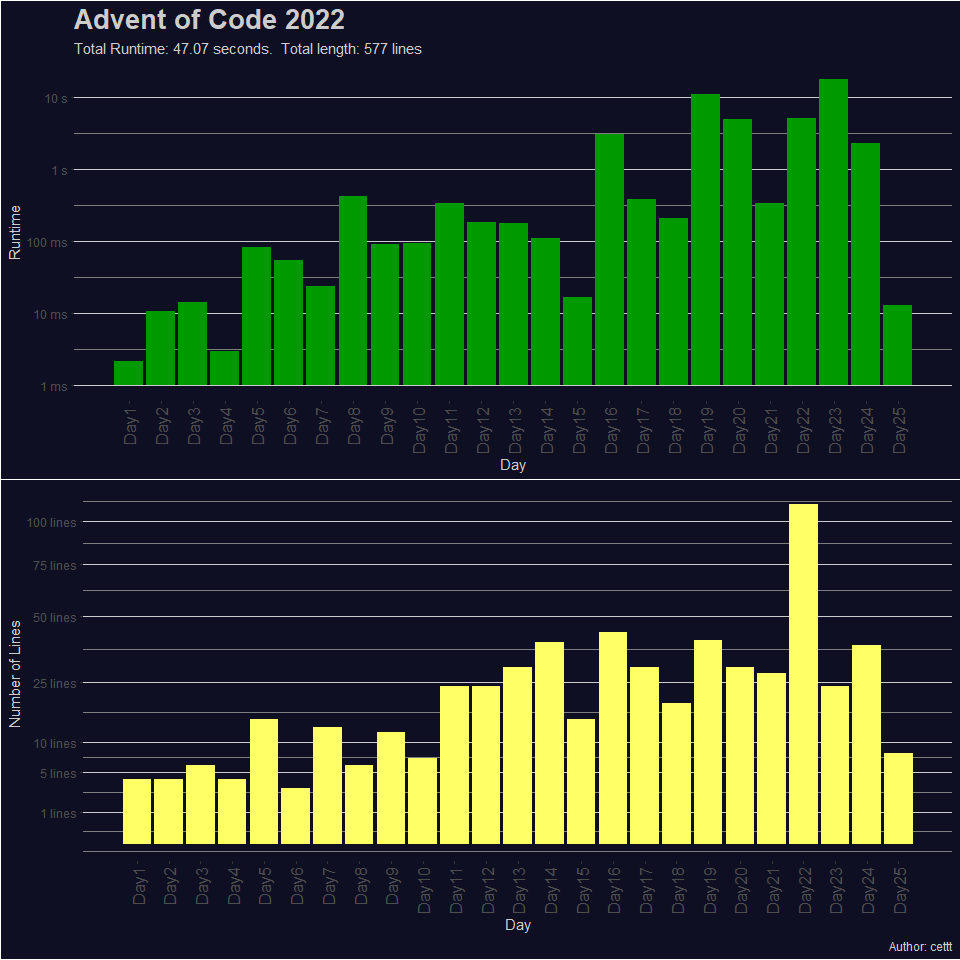 Advent of Code 2022
Total Runtime: 47.07 seconds.  Total length: 577 lines
Runtime
10 s
1 s
100 ms
10 ms
1 ms
Day1
Day2
Day3
Day4
Day5
Day6
Day7
Day8
Day9
Day10
Day11
Day12
Day13
Day14
Day15
Day16
Day17
Day18
Day19
Day20
Day21
Day22
Day23
Day24
Day25
Day
Number of Lines
100 lines
75 lines
50 lines
25 lines
10 lines
5 lines
1 lines
Day1
Day2
Day3
Day4
Day5
Day6
Day7
Day8
Day9
Day10
Day11
Day12
Day13
Day14
Day15
Day16
Day17
Day18
Day19
Day20
Day21
Day22
Day23
Day24
Day25
Day
Author: cettt